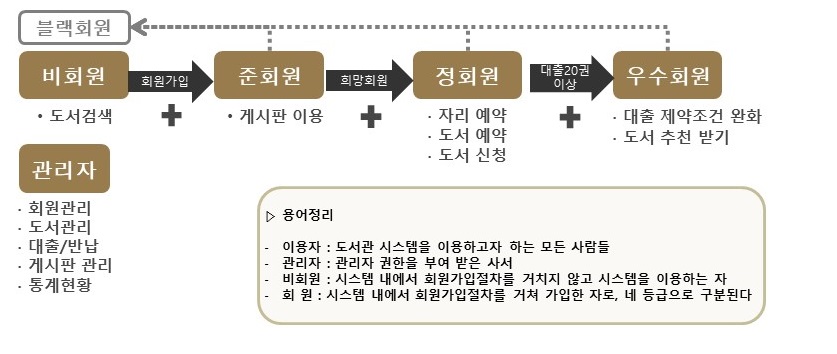 블랙회원
비회원
회원가입
준회원
희망회원
정회원
대출20권
이상
우수회원
• 도서검색
• 게시판 이용
· 자리 예약
· 도서 예약
· 도서 신청
· 대출 제약조건 완화
· 도서 추천 받기
관리자
· 회원관리
· 도서관리
· 대출/반납
· 게시판 관리
· 통계현황
▷ 용어정리
- 이용자 : 도서관 시스템을 이용하고자 하는 모든 사람들
- 관리자 : 관리자 권한을 부여 받은 사서
- 비회원 : 시스템 내에서 회원가입절차를 거치지 않고 시스템을 이용하는 자
- 회 원 : 시스템 내에서 회원가입절차를 거쳐 가입한 자로, 네 등급으로 구분된다